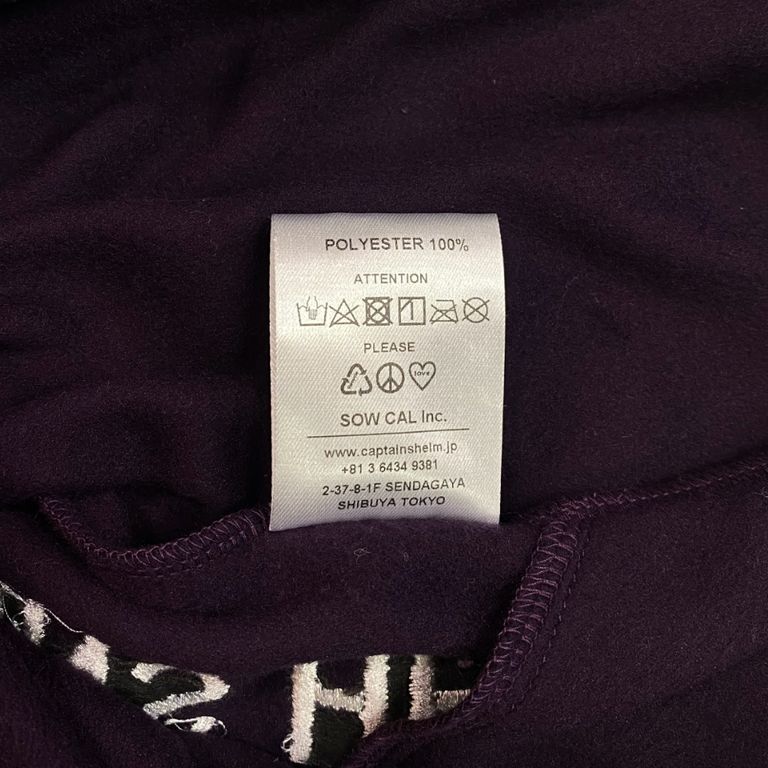 POLYESTER 100%
ATTENTION
PLEASE
love
SOW CAL Inc.
www.captainshelm.jp
+81 3 6434 9381
2-37-8-1F SENDAGAYA
SHIBUYA TOKYO